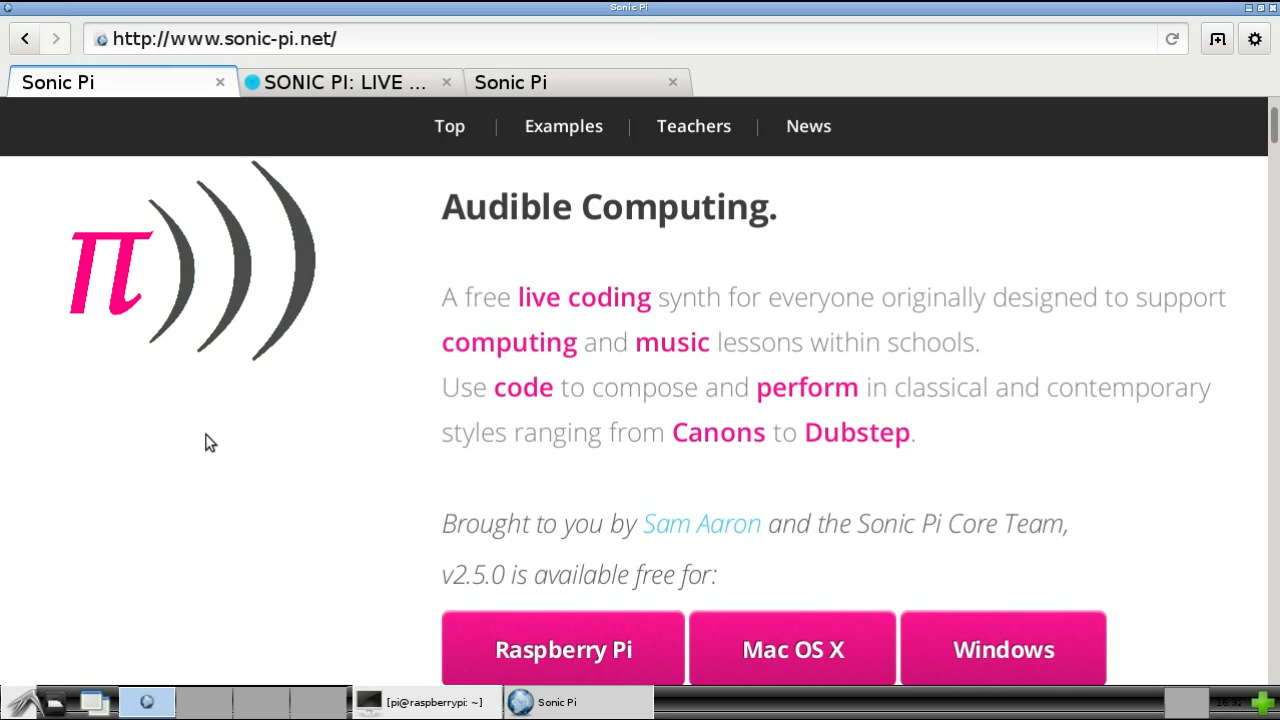 Sonic Pi
http://www.sonic-pi.net/
Sonic Pi
SONIC PI: LIVE ...
Sonic Pi
Top
Examples
Teachers
News
π
Audible Computing.
A free live coding synth for everyone originally designed to support
computing and music lessons within schools.
Use code to compose and perform in classical and contemporary
styles ranging from Canons to Dubstep.
Brought to you by Sam Aaron and the Sonic Pi Core Team,
v2.5.0 is available free for:
Raspberry Pi
Mac OS X
Windows
[pi@raspberrypi: ~]
Sonic Pi
16:32